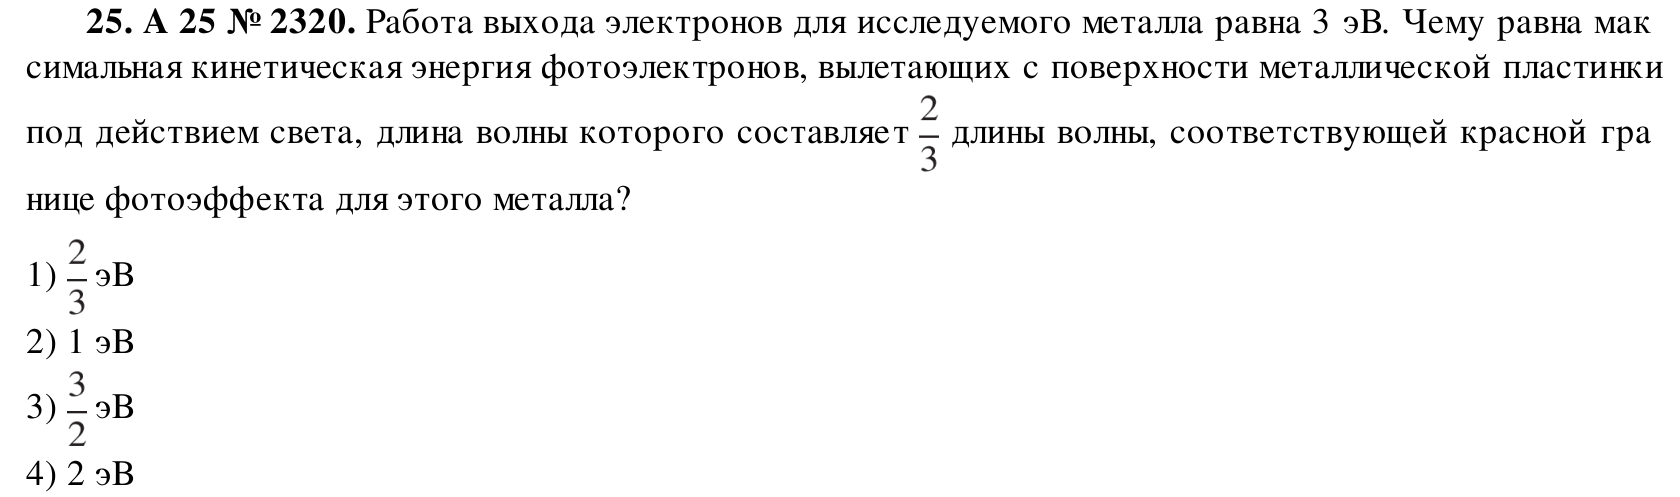 25. А 25 № 2320. Работа выхода электронов для исследуемого металла равна 3 эВ. Чему равна мак
симальная кинетическая энергия фотоэлектронов, вылетающих с поверхности металлической пластинки
под действием света, длина волны которого составляет 2/3 длины волны, соответствующей красной гра
нице фотоэффекта для этого металла?
1) 2/3 эВ
2) 1 эВ
3) 3/2 эВ
4) 2 эВ